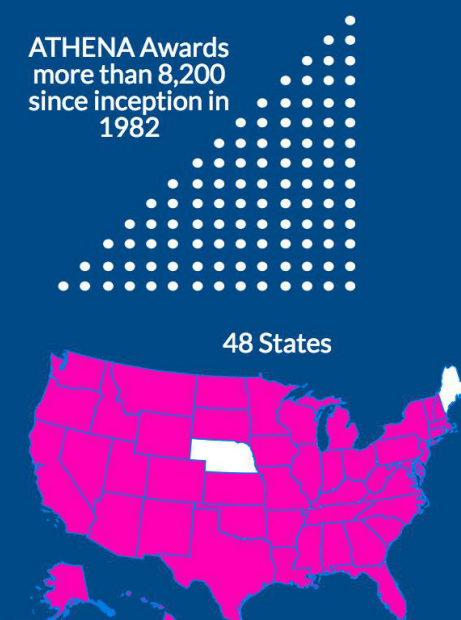 ATHENA Awards
more than 8,200
since inception in
1982
48 States